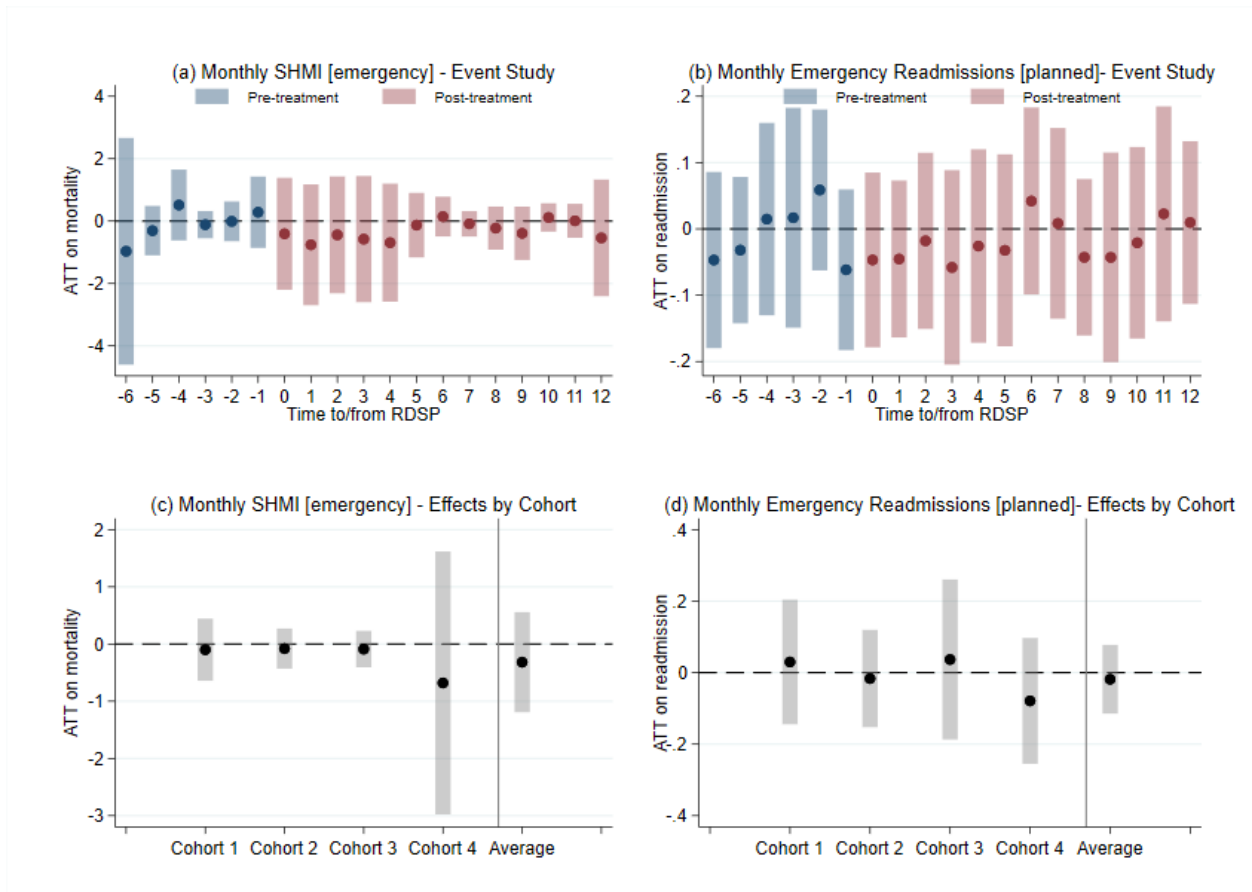 (a) Monthly SHMI [emergency] - Event Study
Pre-treatment Post-treatment
ATT on mortality
4
2
0
-2
-4
-6 -5 -4 -3 -2 -1 0 1 2 3 4 5 6 7 8 9 10 11 12
Time to/from RDSP
(b) Monthly Emergency Readmissions [planned]- Event Study
Pre-treatment Post-treatment
ATT on readmission
.2
.1
0
-.1
-.2
-6 -5 -4 -3 -2 -1 0 1 2 3 4 5 6 7 8 9 10 11 12
Time to/from RDSP
(c) Monthly SHMI [emergency] - Effects by Cohort
ATT on mortality
2
1
0
-1
-2
-3
Cohort 1 Cohort 2 Cohort 3 Cohort 4 Average
(d) Monthly Emergency Readmissions [planned]- Effects by Cohort
ATT on readmission
.4
.2
0
-.2
-.4
Cohort 1 Cohort 2 Cohort 3 Cohort 4 Average